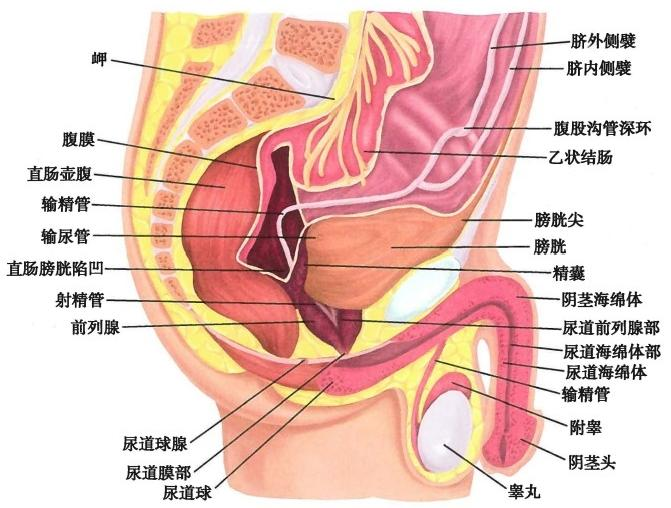 岬
腹膜
直肠壶腹
输精管
输尿管
直肠膀胱陷凹
射精管
前列腺
尿道球腺
尿道膜部
尿道球
脐外侧襞
脐内侧襞
腹股沟管深环
乙状结肠
膀胱尖
膀胱
精囊
阴茎海绵体
尿道前列腺部
尿道海绵体部
尿道海绵体
输精管
附睾
阴茎头
睾丸